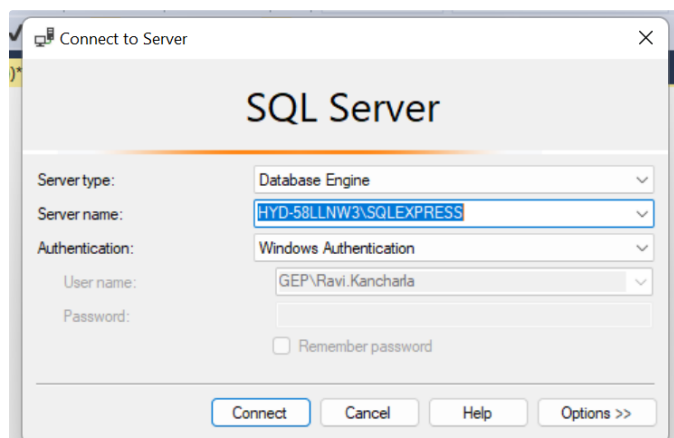 )*
Connect to Server
SQL Server
Server type: Database Engine
Server name: HYD-58LLNW3\SQLEXPRESS
Authentication: Windows Authentication
User name: GEP\Ravi.Kancharla
Password:
Remember password
Connect Cancel Help Options >>